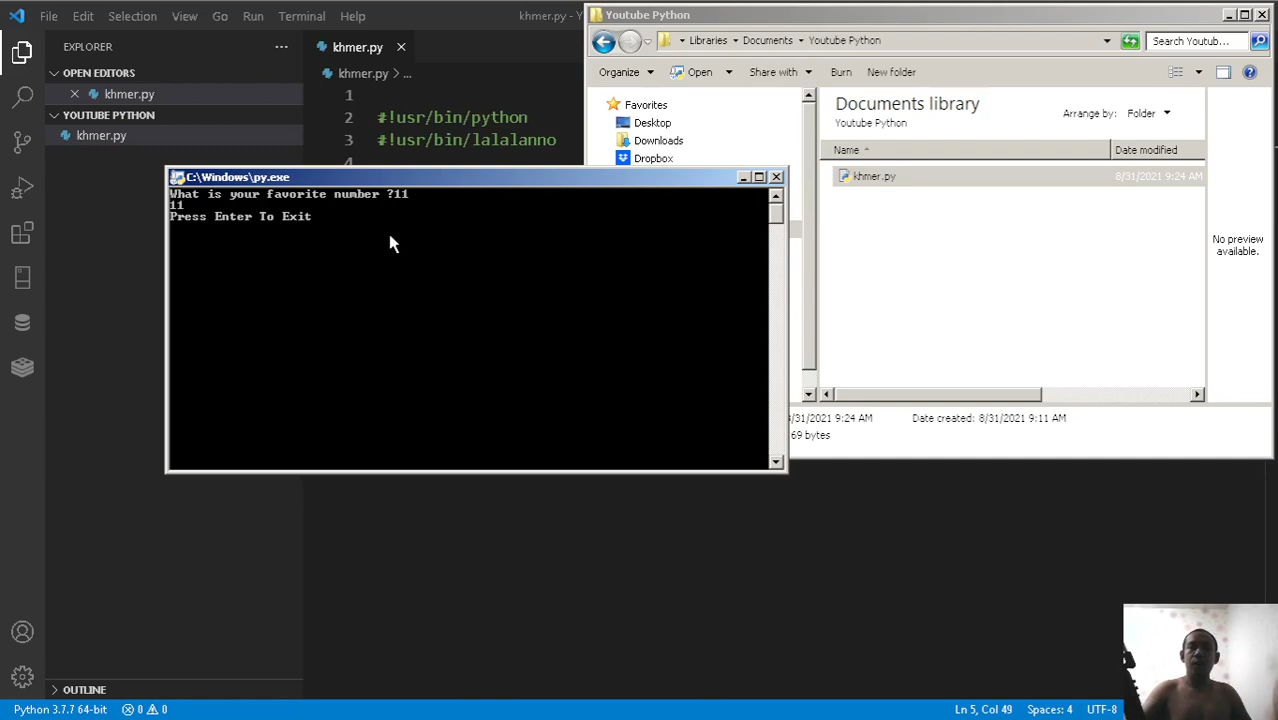 File Edit Selection View Go Run Terminal Help
khmer.py - Y
EXPLORER
OPEN EDITORS
khmer.py
YOUTUBE PYTHON
khmer.py
OUTLINE
khmer.py
khmer.py > ...
1
2 #!usr/bin/python
3 #!usr/bin/lalalanno
4
Youtube Python
Libraries Documents Youtube Python
Search Youtub...
Organize Open Share with Burn New folder
Favorites
Desktop
Downloads
Dropbox
Documents library
Youtube Python
Arrange by: Folder
Name Date modified
khmer.py 8/31/2021 9:24 AM
No preview
available.
8/31/2021 9:24 AM Date created: 8/31/2021 9:11 AM
69 bytes
C:\Windows\py.exe
What is your favorite number ?11
11
Press Enter To Exit
Python 3.7.7 64-bit 0 0 Ln 5, Col 49 Spaces: 4 UTF-8